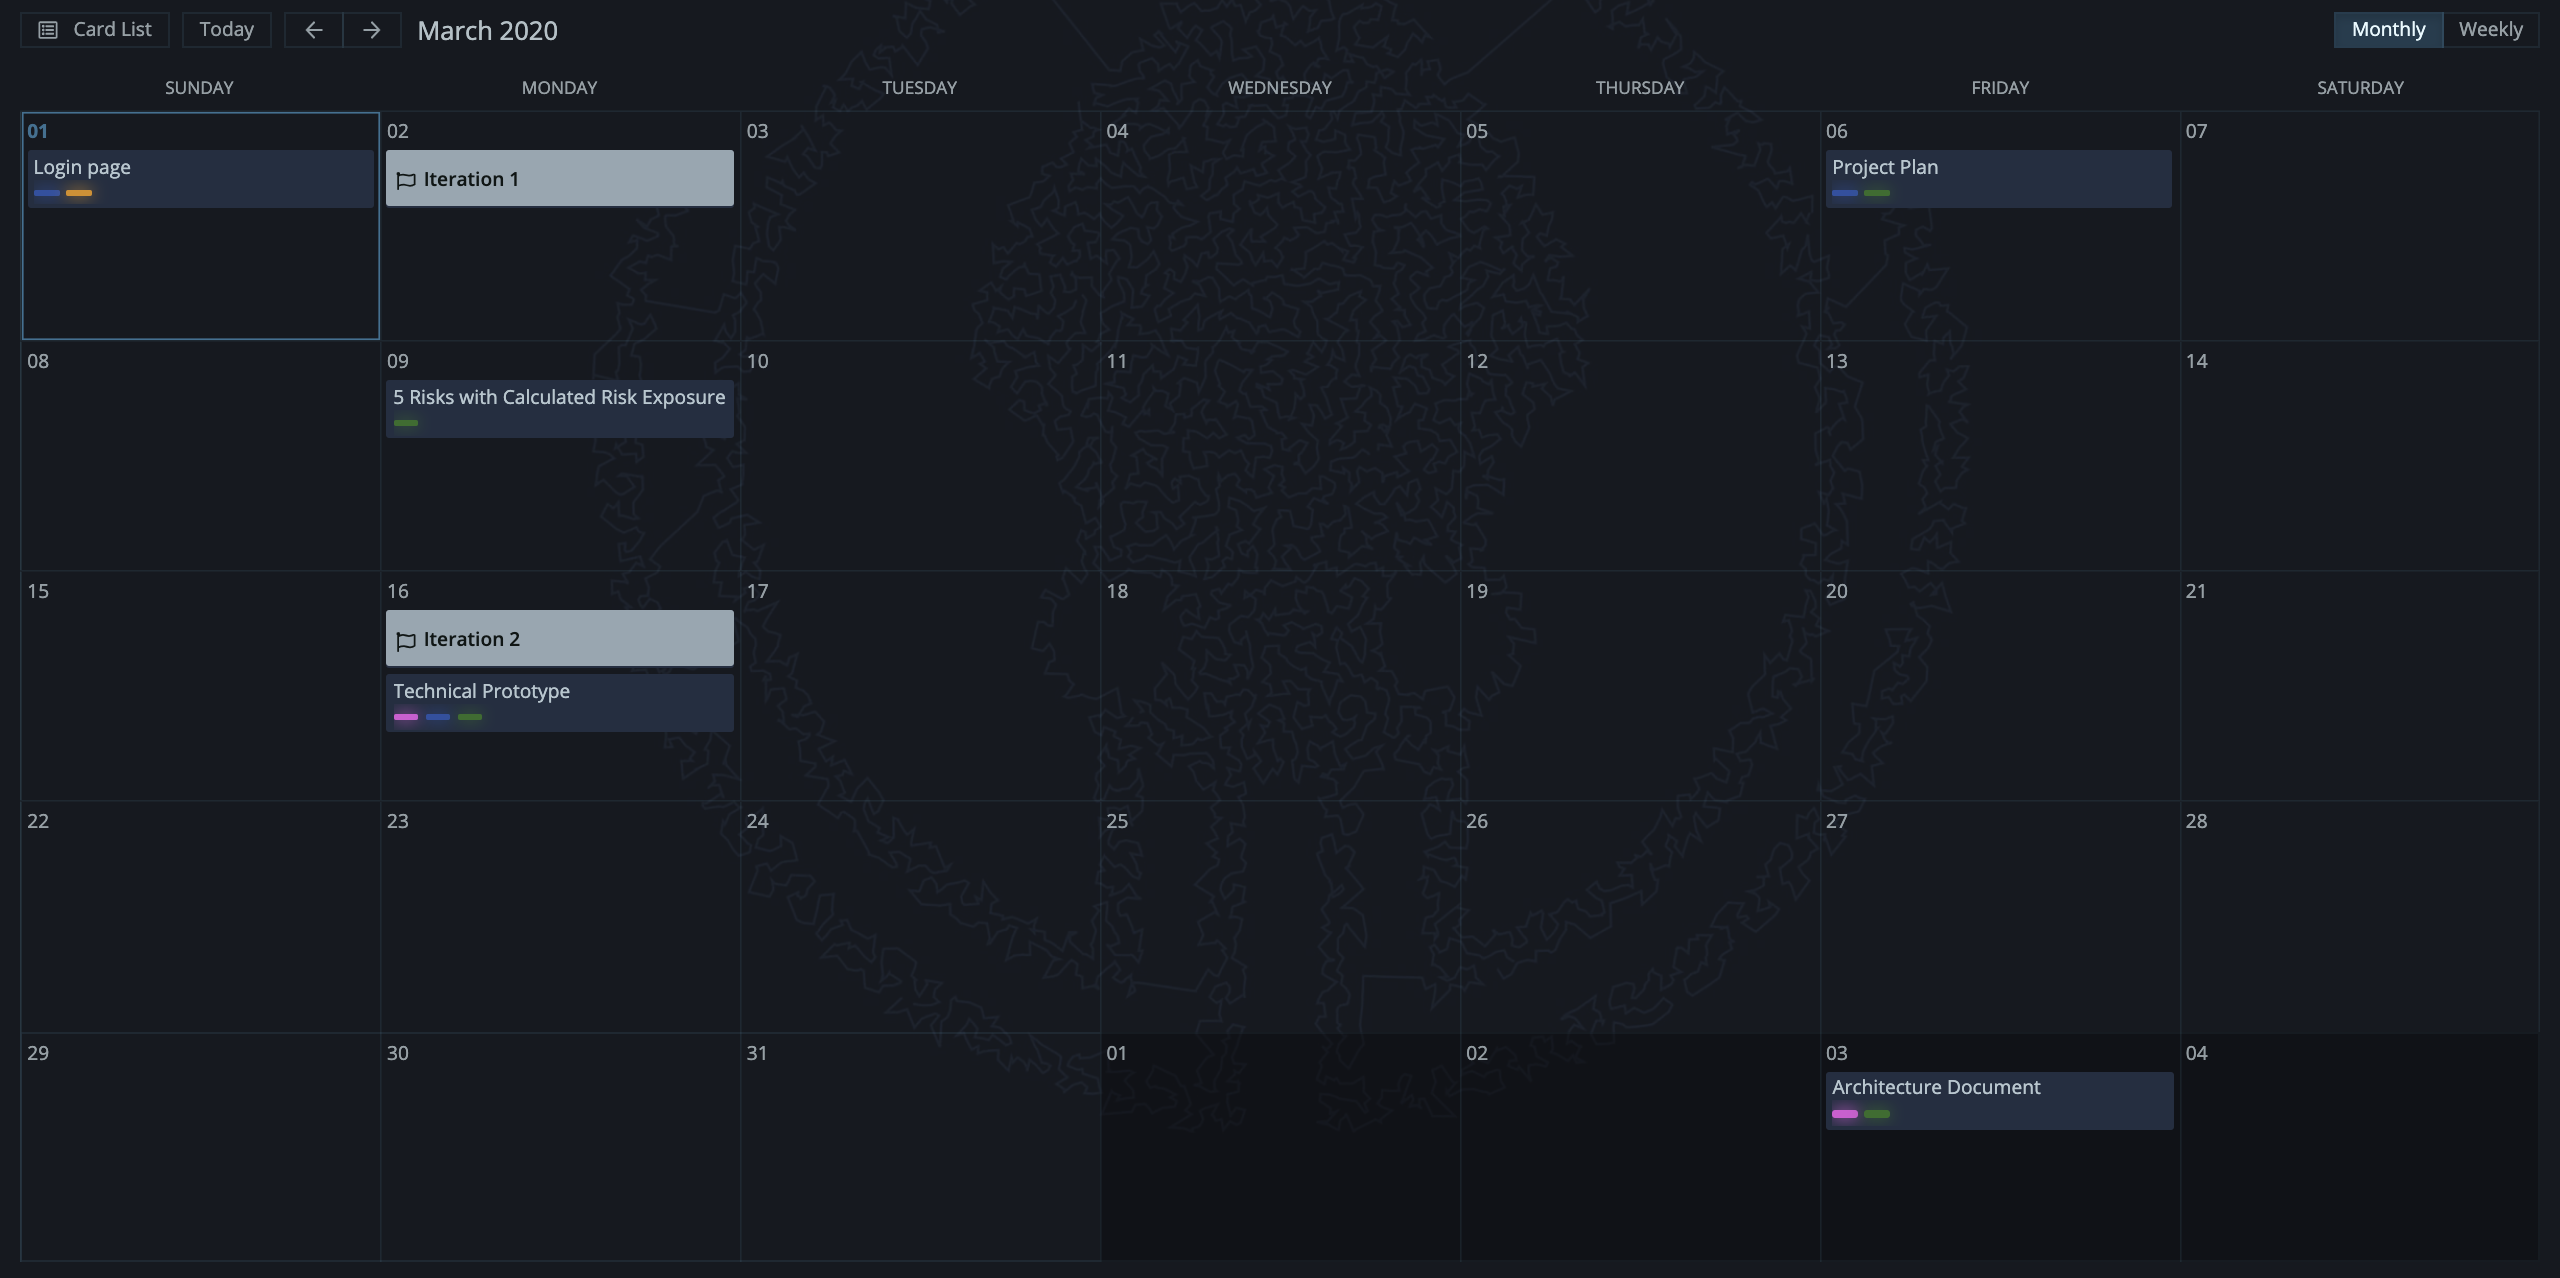 Card List Today March 2020 Monthly Weekly
SUNDAY MONDAY TUESDAY WEDNESDAY THURSDAY FRIDAY SATURDAY
01 02 03 04 05 06 07
Login page Iteration 1 Project Plan
08 09 10 11 12 13 14
5 Risks with Calculated Risk Exposure
15 16 17 18 19 20 21
Iteration 2
Technical Prototype
22 23 24 25 26 27 28
29 30 31 01 02 03 04
Architecture Document